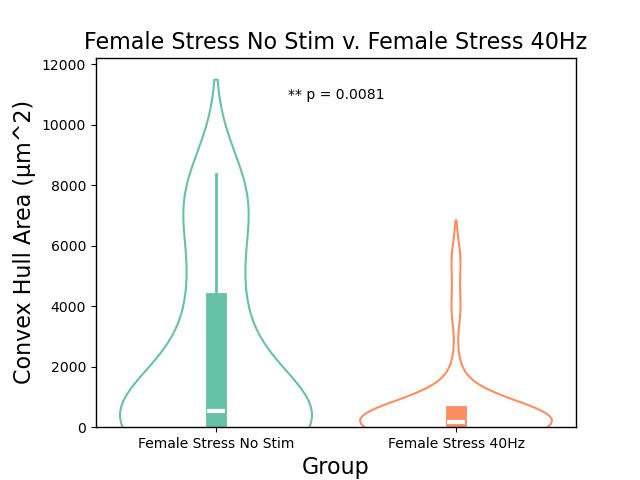 Female Stress No Stim v. Female Stress 40Hz
** p = 0.0081
Convex Hull Area (μm^2)
12000
10000
8000
6000
4000
2000
0
Female Stress No Stim
Female Stress 40Hz
Group